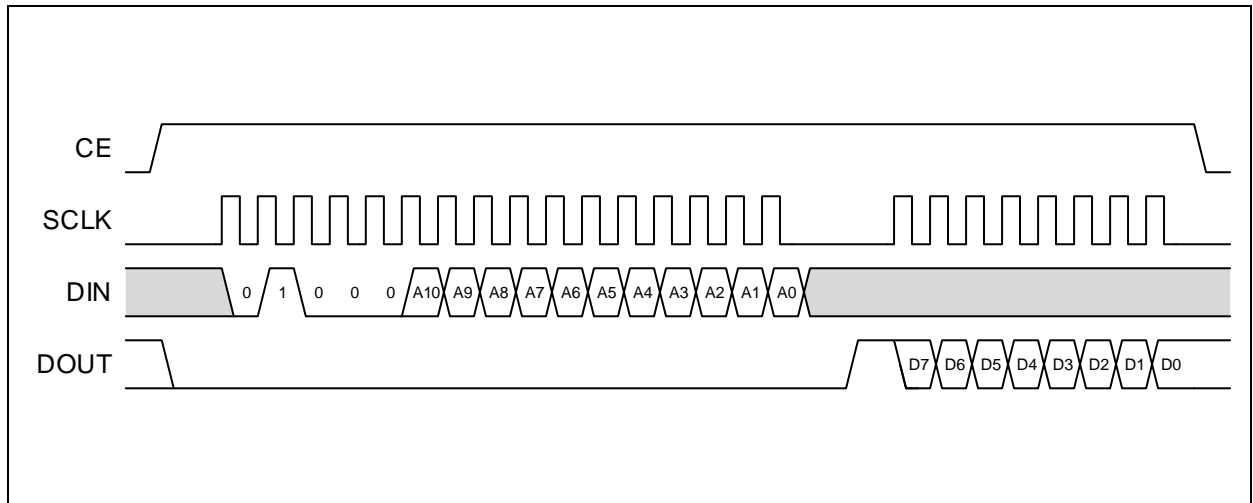 CE
SCLK
DIN 0 1 0 0 0 A10 A9 A8 A7 A6 A5 A4 A3 A2 A1 A0
DOUT D7 D6 D5 D4 D3 D2 D1 D0